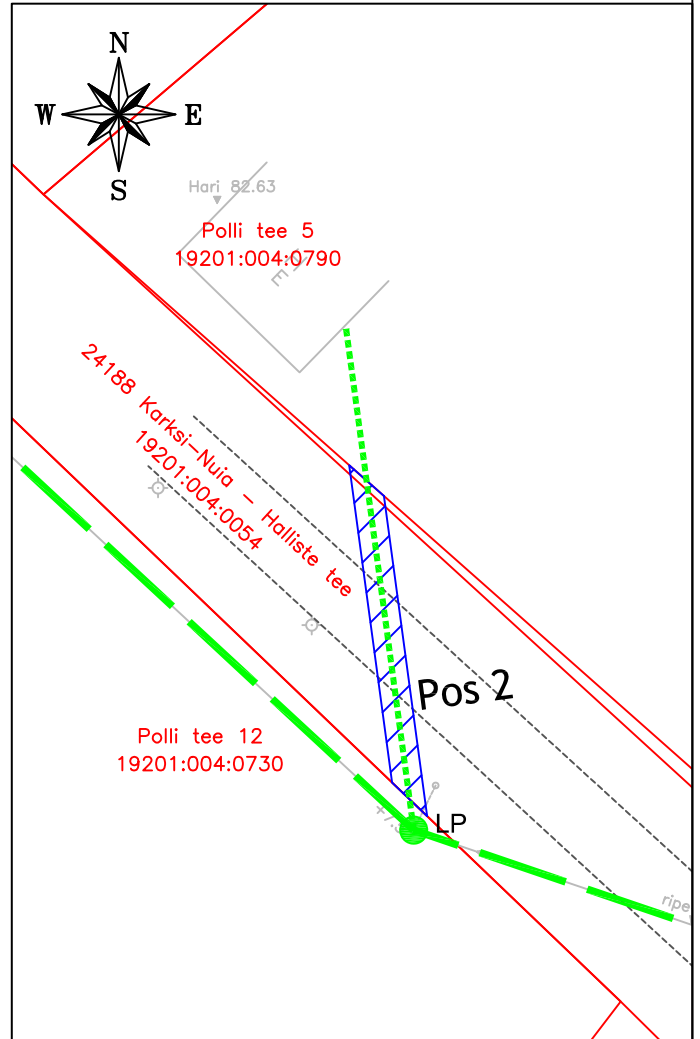 N
W E
S
Hari 82.63
Polli tee 5
19201:004:0790
E
24188 Karksi-Nuia - Halliste tee
19201:004:0054
Pos 2
Polli tee 12
19201:004:0730
LP
ripe